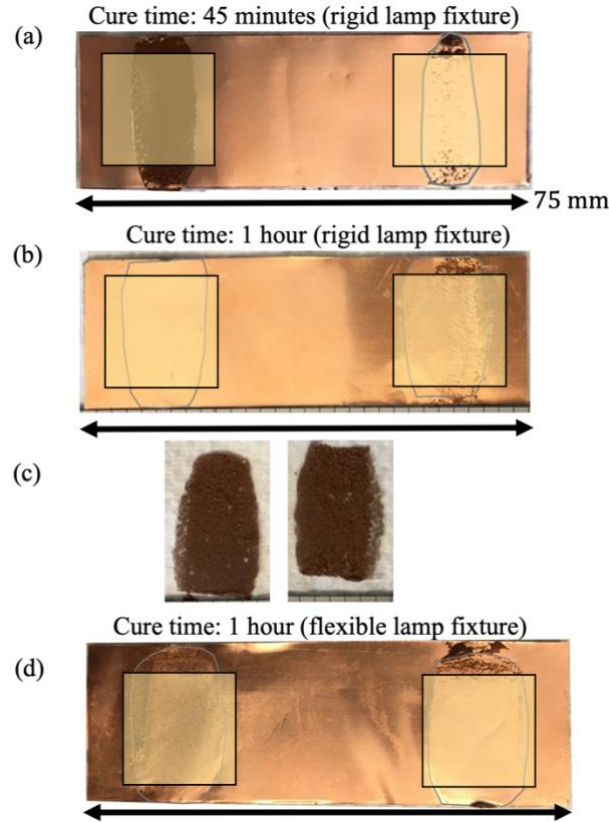 (a)
Cure time: 45 minutes (rigid lamp fixture)
75 mm
Cure time: 1 hour (rigid lamp fixture)
(b)
(c)
Cure time: 1 hour (flexible lamp fixture)
(d)